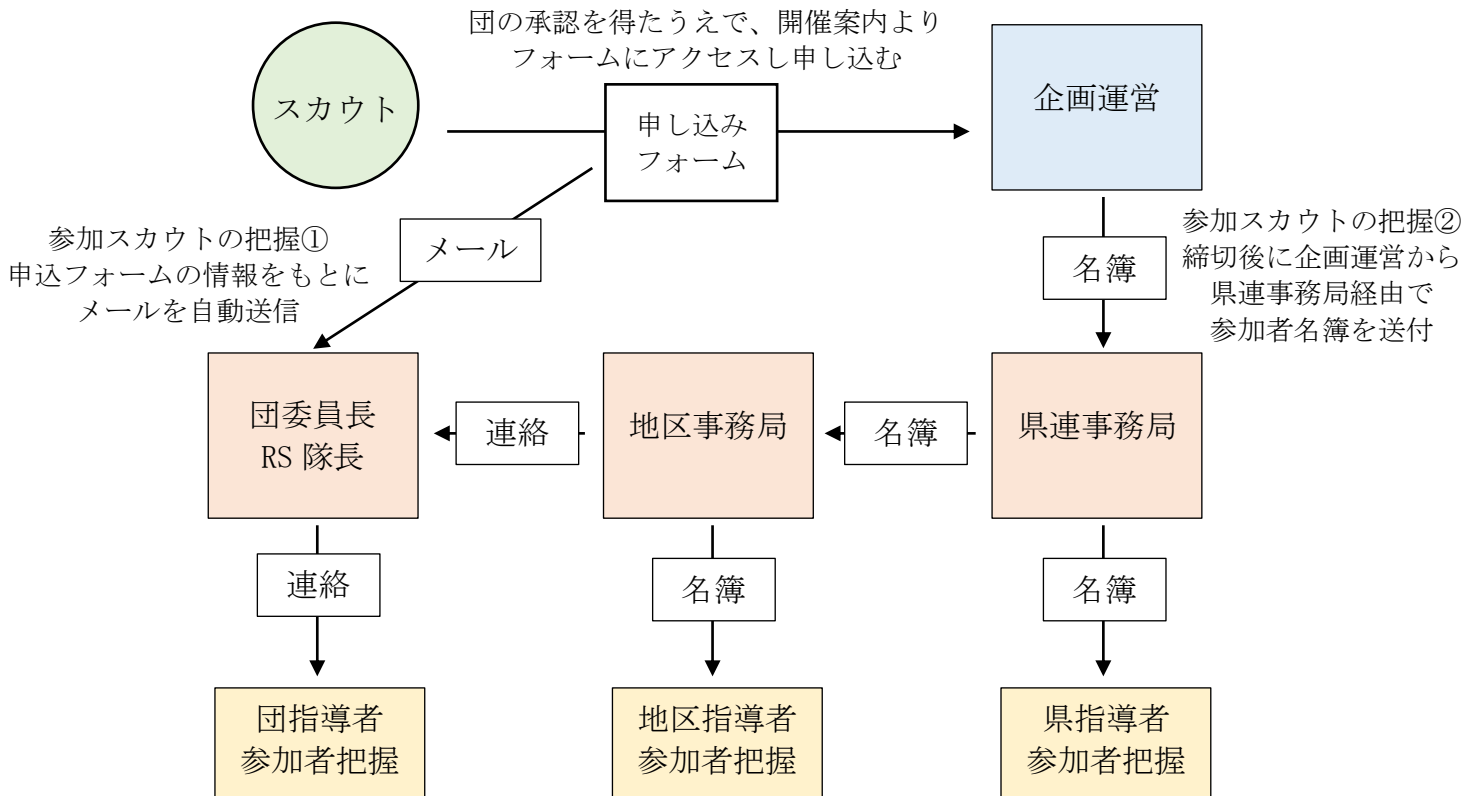 団の承認を得たうえで、開催案内より
フォームにアクセスし申し込む
スカウト
申し込み
フォーム
企画運営
参加スカウトの把握①
申込フォームの情報をもとに
メールを自動送信
メール
名簿
参加スカウトの把握②
締切後に企画運営から
県連事務局経由で
参加者名簿を送付
団委員長
RS 隊長
連絡
地区事務局
名簿
県連事務局
連絡
名簿
名簿
団指導者
参加者把握
地区指導者
参加者把握
県指導者
参加者把握